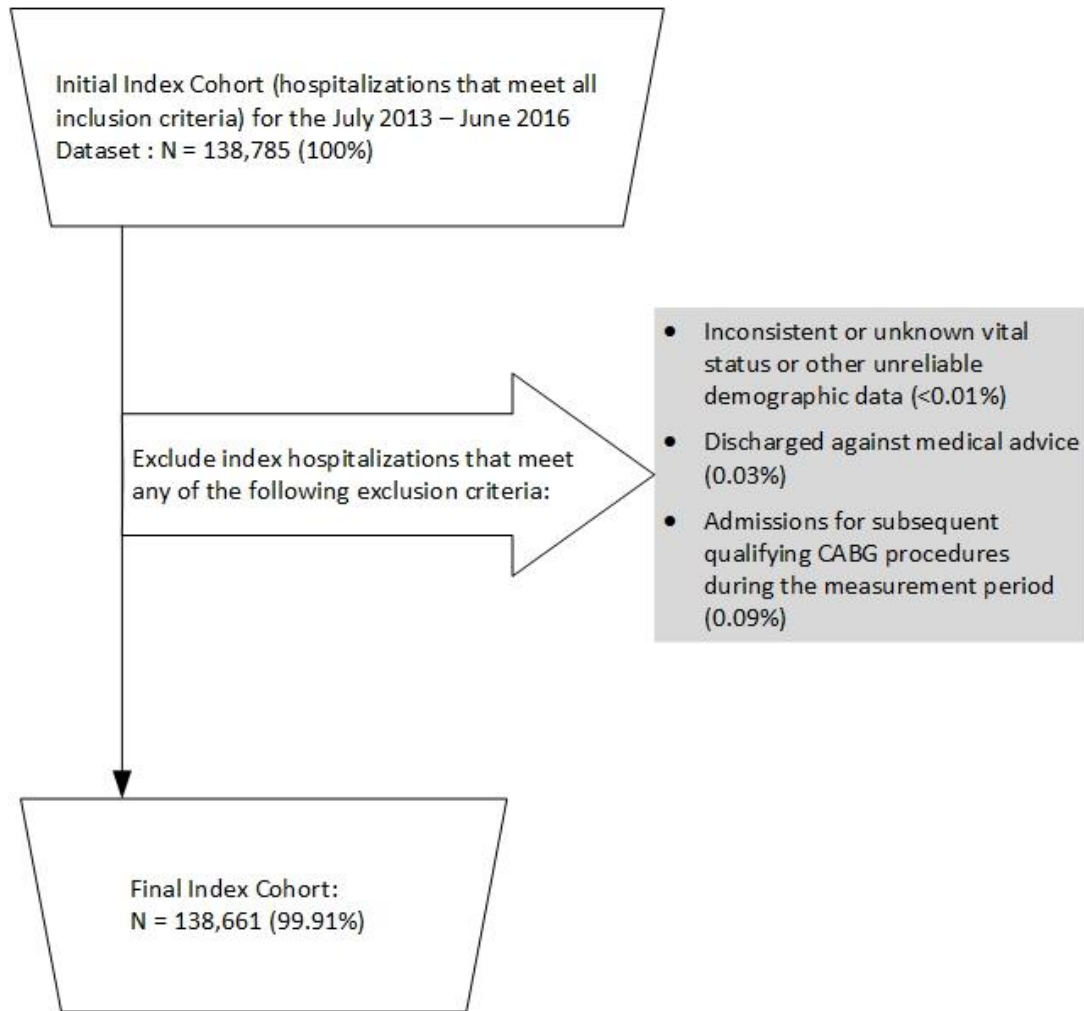 Initial Index Cohort (hospitalizations that meet all
inclusion criteria) for the July 2013 – June 2016
Dataset : N = 138,785 (100%)
Exclude index hospitalizations that meet
any of the following exclusion criteria:
• Inconsistent or unknown vital
status or other unreliable
demographic data (<0.01%)
• Discharged against medical advice
(0.03%)
• Admissions for subsequent
qualifying CABG procedures
during the measurement period
(0.09%)
Final Index Cohort:
N = 138,661 (99.91%)